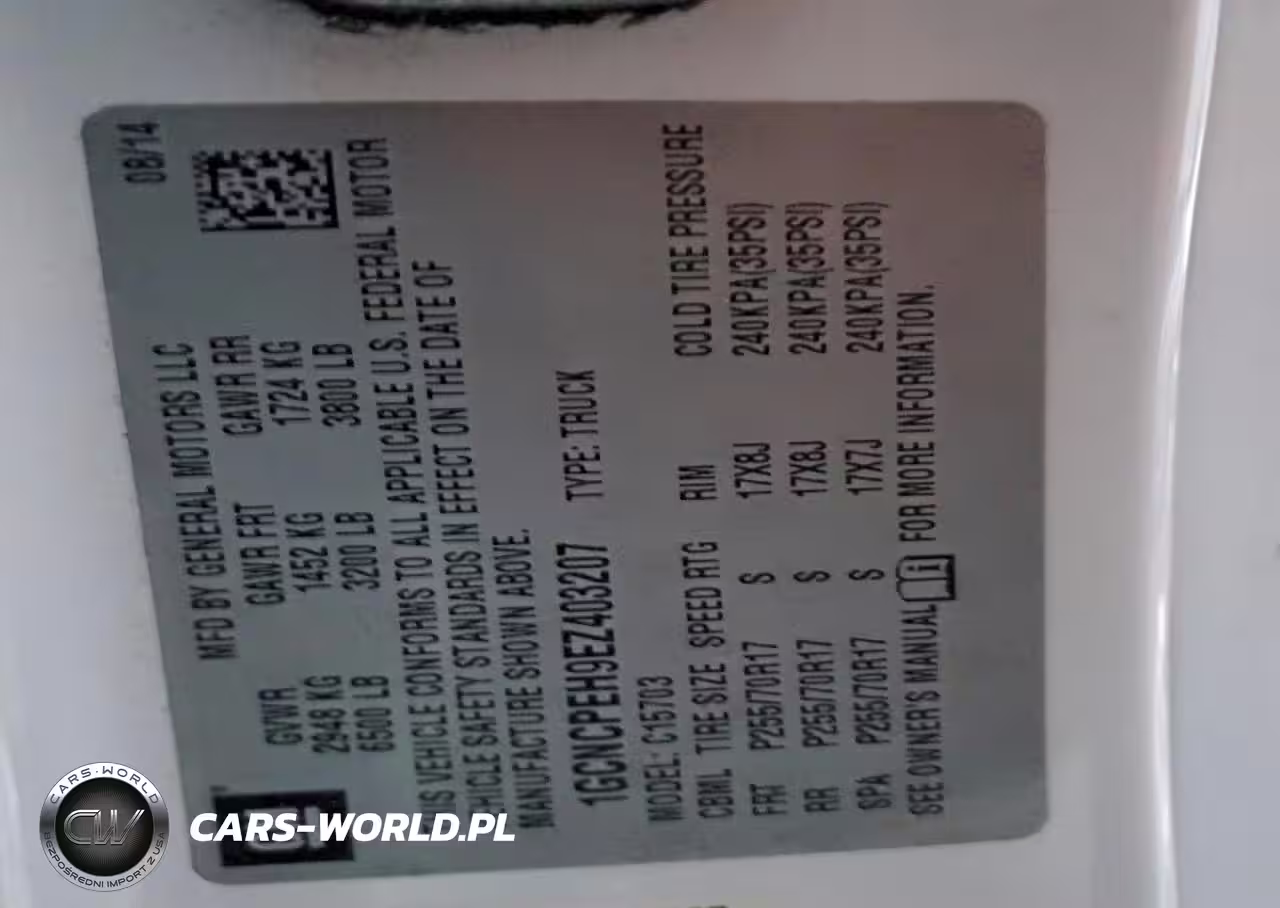 MFD BY GENERAL MOTORS LLC 08/14
GVWR GAWR FRT GAWR RR
2948 KG 1452 KG 1724 KG
6500 LB 3200 LB 3800 LB
THIS VEHICLE CONFORMS TO ALL APPLICABLE U.S. FEDERAL MOTOR
VEHICLE SAFETY STANDARDS IN EFFECT ON THE DATE OF
MANUFACTURE SHOWN ABOVE.
1GCNCPEH9EZ403207 TYPE: TRUCK
MODEL: C15703
CBML TIRE SIZE SPEED RTG RIM COLD TIRE PRESSURE
FRT P255/70R17 S 17X8J 240KPA(35PSI)
RR P255/70R17 S 17X8J 240KPA(35PSI)
SPA P255/70R17 S 17X7J 240KPA(35PSI)
SEE OWNER'S MANUAL i FOR MORE INFORMATION.
CARS-WORLD
CW
BEZPOŚREDNI IMPORT Z USA
CARS-WORLD.PL